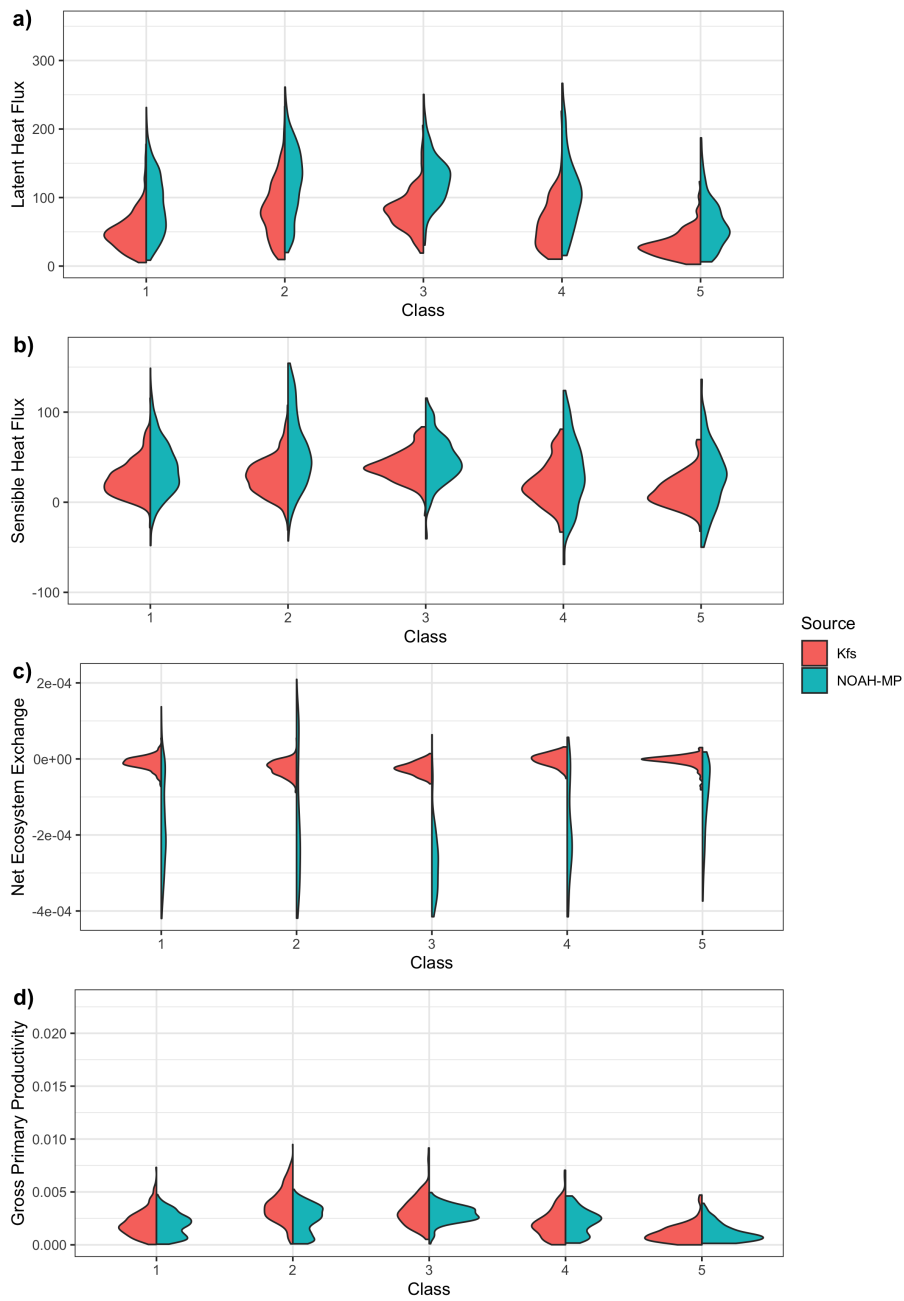 a)
Latent Heat Flux
300
200
100
0
1 2 3 4 5
Class
b)
Sensible Heat Flux
100
0
-100
1 2 3 4 5
Class
Source
Kfs
NOAH-MP
c)
Net Ecosystem Exchange
2e-04
0e+00
-2e-04
-4e-04
1 2 3 4 5
Class
d)
Gross Primary Productivity
0.020
0.015
0.010
0.005
0.000
1 2 3 4 5
Class